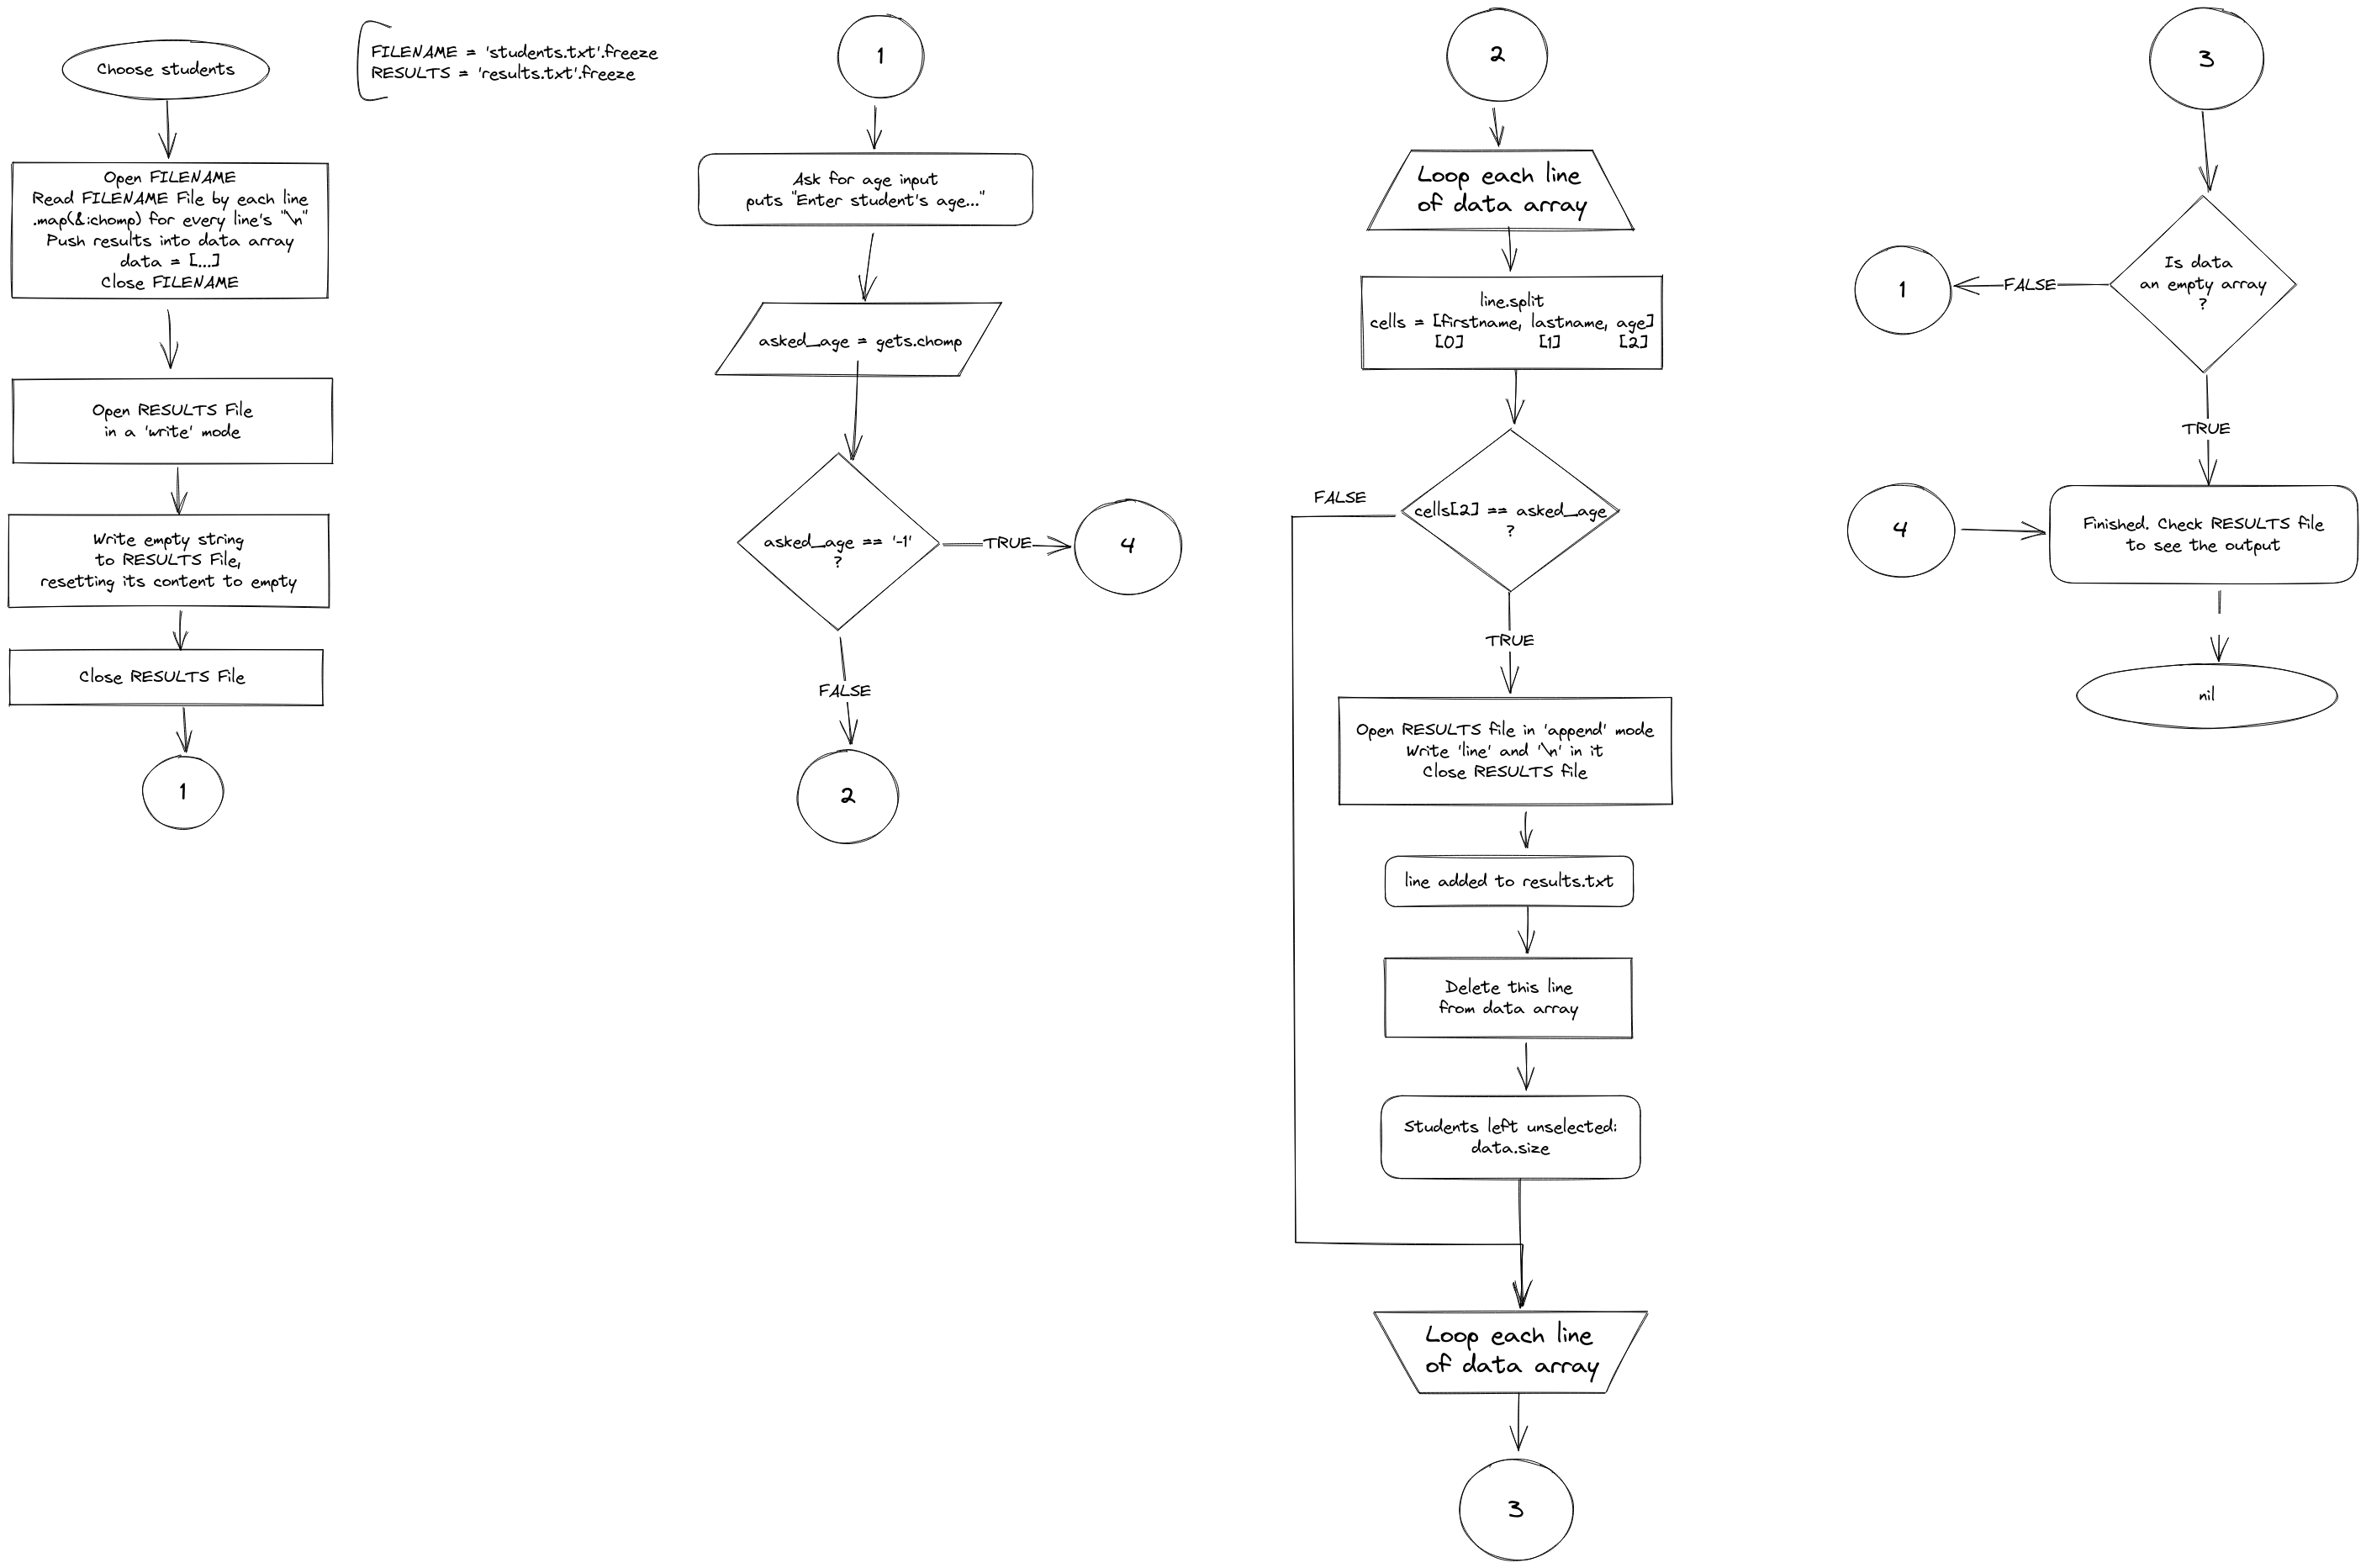 Choose students
FILENAME = 'students.txt'.freeze
RESULTS = 'results.txt'.freeze
Open FILENAME
Read FILENAME File by each line
.map(&:chomp) for every line's "\n"
Push results into data array
data = [...]
Close FILENAME
Open RESULTS File
in a 'write' mode
Write empty string
to RESULTS File,
resetting its content to empty
Close RESULTS File
1
1
Ask for age input
puts "Enter student's age..."
asked_age = gets.chomp
asked_age == '-1'
?
TRUE
4
FALSE
2
2
Loop each line
of data array
line.split
cells = [firstname, lastname, age]
[0] [1] [2]
FALSE
cells[2] == asked_age
?
TRUE
Open RESULTS file in 'append' mode
Write 'line' and '\n' in it
Close RESULTS file
line added to results.txt
Delete this line
from data array
Students left unselected:
data.size
Loop each line
of data array
3
3
Is data
an empty array
?
FALSE
1
TRUE
4
Finished. Check RESULTS file
to see the output
nil